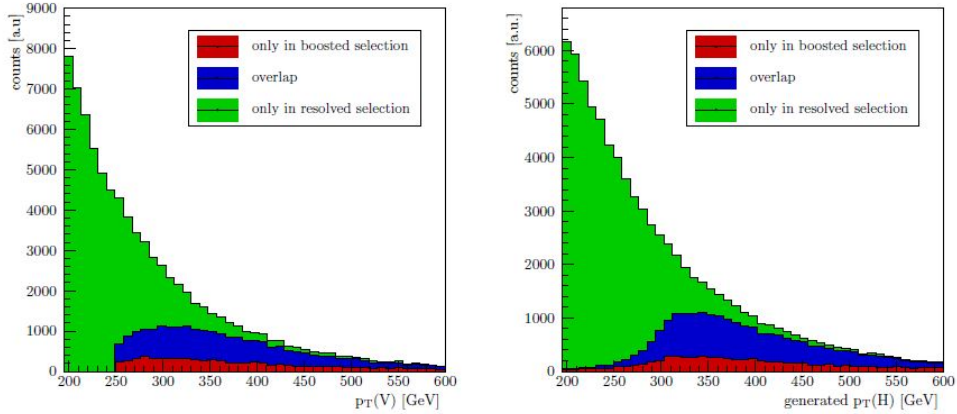 counts [a.u]
9000
8000
7000
6000
5000
4000
3000
2000
1000
0
only in boosted selection
overlap
only in resolved selection
200 250 300 350 400 450 500 550 600
pT(V) [GeV]
counts [a.u.]
6000
5000
4000
3000
2000
1000
0
only in boosted selection
overlap
only in resolved selection
200 250 300 350 400 450 500 550 600
generated pT(H) [GeV]